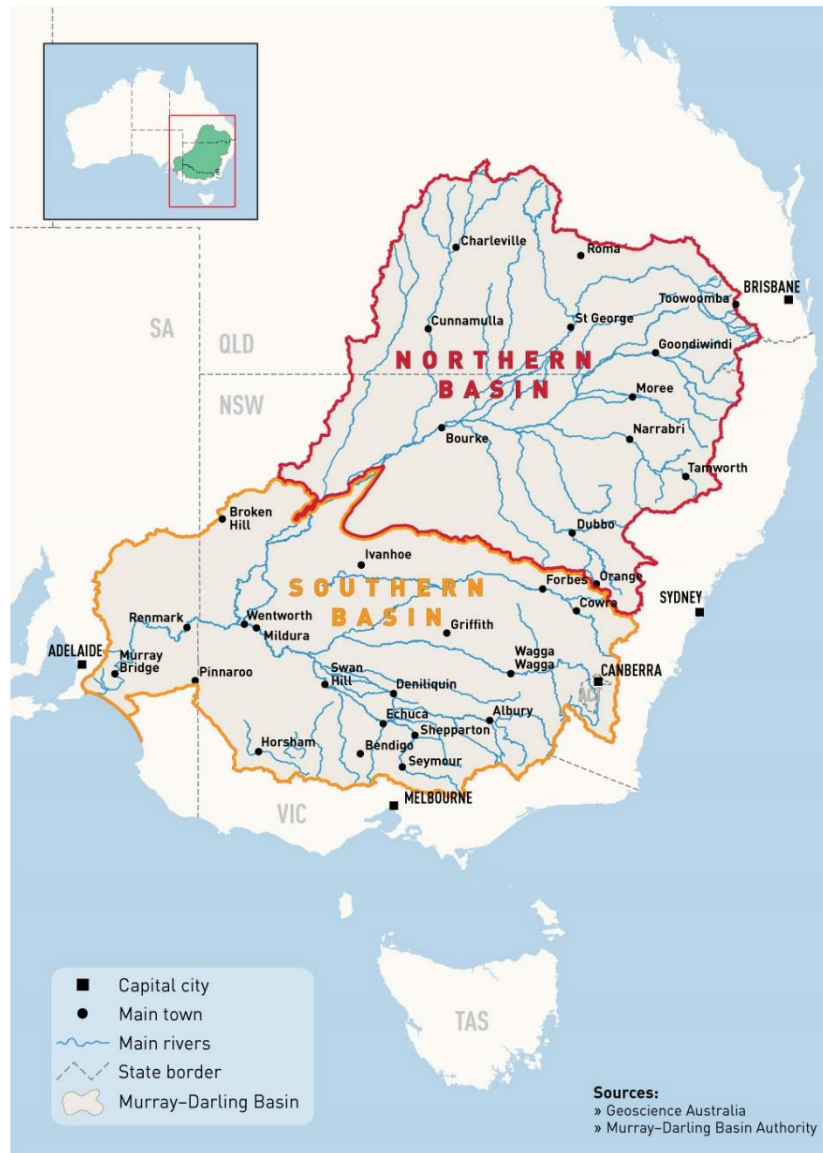 Charleville
Roma
BRISBANE
Toowoomba
Cunnamulla
St George
SA
QLD
Goondiwindi
NORTHERN
BASIN
NSW
Moree
Bourke
Narrabri
Tamworth
Broken
Hill
Dubbo
Ivanhoe
SOUTHERN
BASIN
Forbes
Orange
Cowra
SYDNEY
Renmark
Wentworth
Mildura
Griffith
ADELAIDE
Murray
Bridge
Pinnaroo
Swan
Hill
Wagga
Wagga
CANBERRA
ACT
Deniliquin
Echuca
Albury
Shepparton
Horsham
Bendigo
Seymour
MELBOURNE
VIC
Capital city
Main town
Main rivers
State border
Murray–Darling Basin
TAS
Sources:
» Geoscience Australia
» Murray–Darling Basin Authority